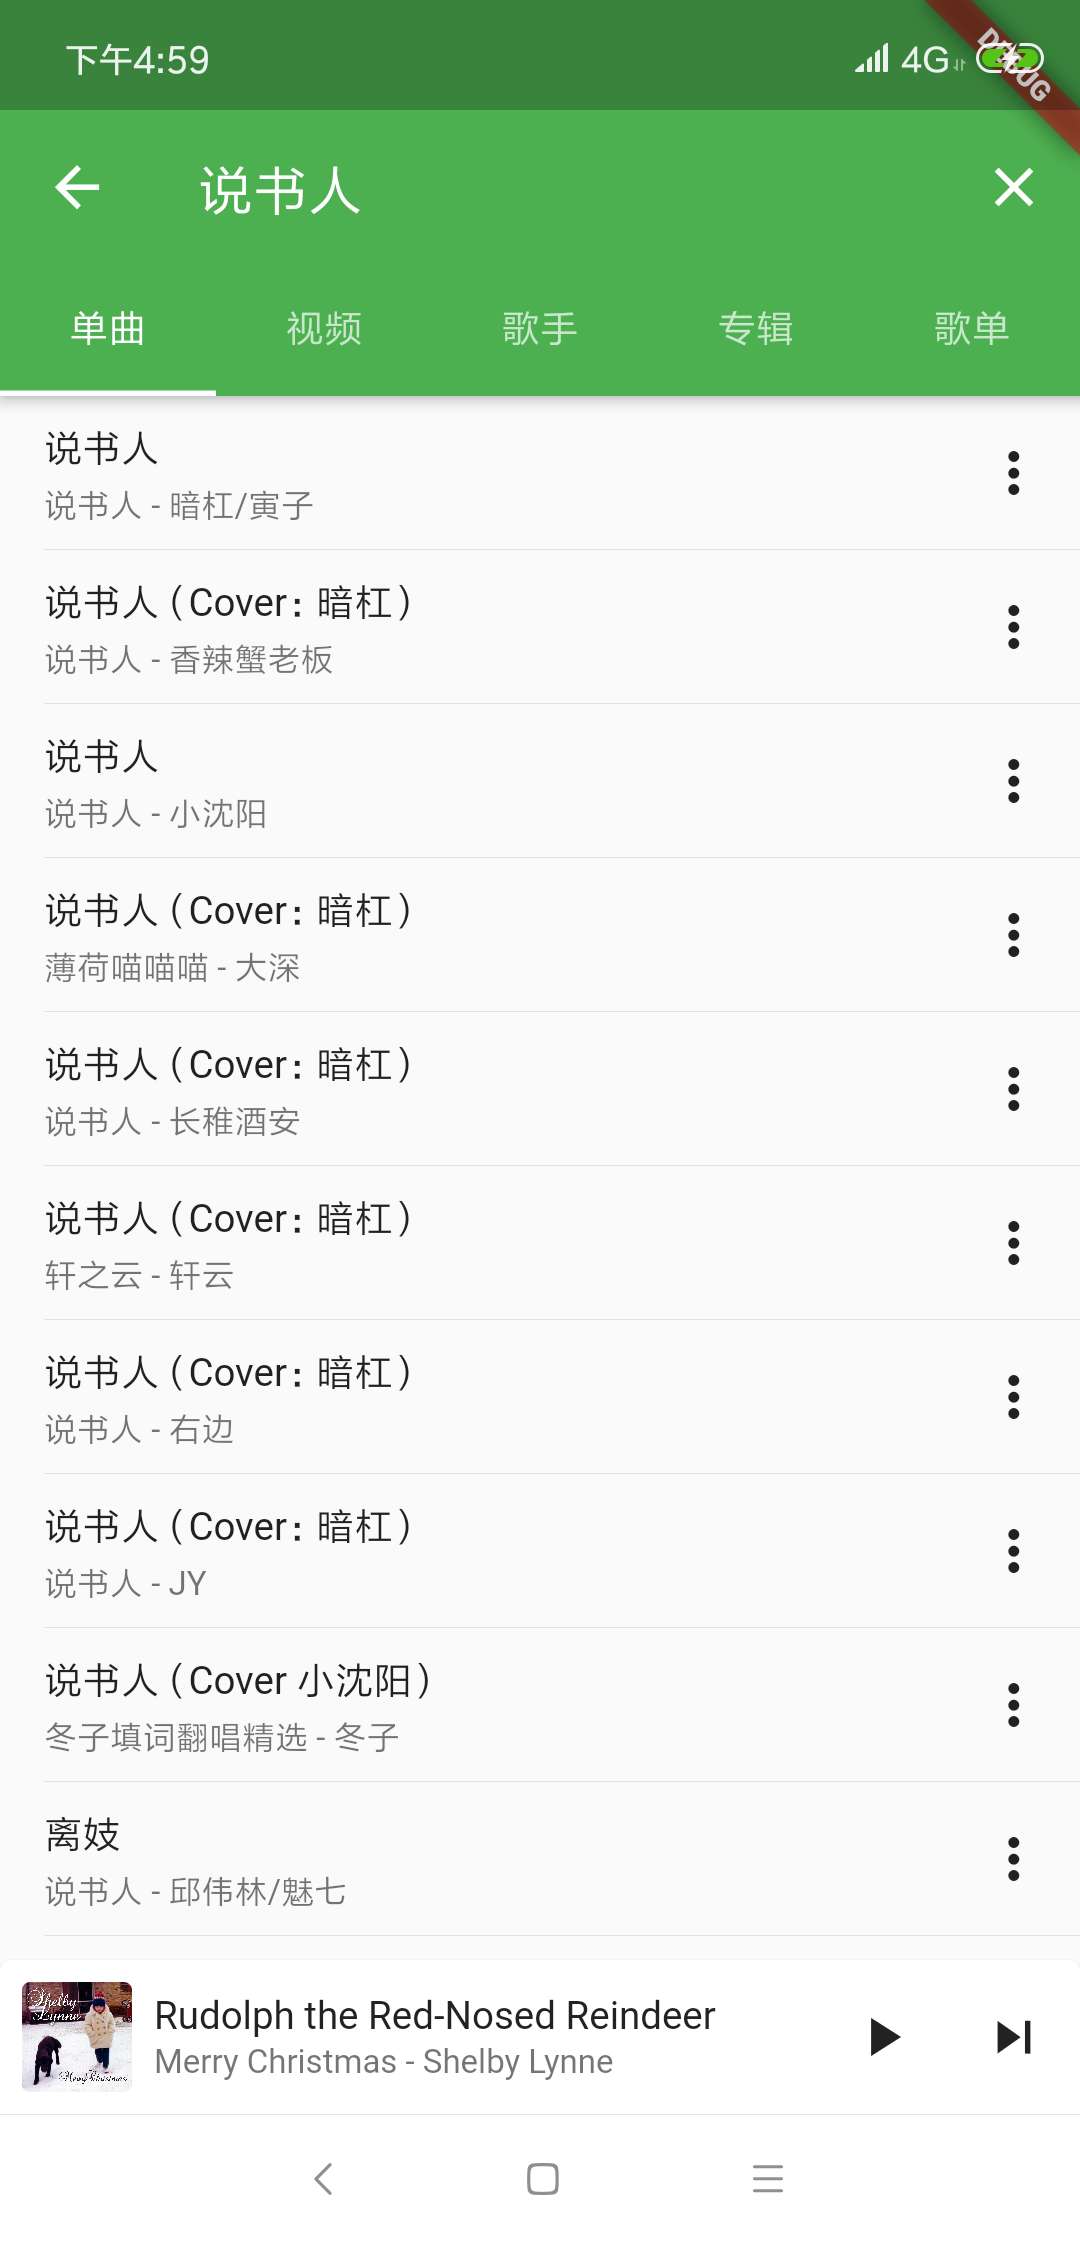 下午4:59
4G
DEBUG
说书人
单曲 视频 歌手 专辑 歌单
说书人
说书人 - 暗杠/寅子
说书人（Cover：暗杠）
说书人 - 香辣蟹老板
说书人
说书人 - 小沈阳
说书人（Cover：暗杠）
薄荷喵喵喵 - 大深
说书人（Cover：暗杠）
说书人 - 长稚酒安
说书人（Cover：暗杠）
轩之云 - 轩云
说书人（Cover：暗杠）
说书人 - 右边
说书人（Cover：暗杠）
说书人 - JY
说书人（Cover 小沈阳）
冬子填词翻唱精选 - 冬子
离妓
说书人 - 邱伟林/魅七
Shelby
Lynne
Merry Christmas
Rudolph the Red-Nosed Reindeer
Merry Christmas - Shelby Lynne